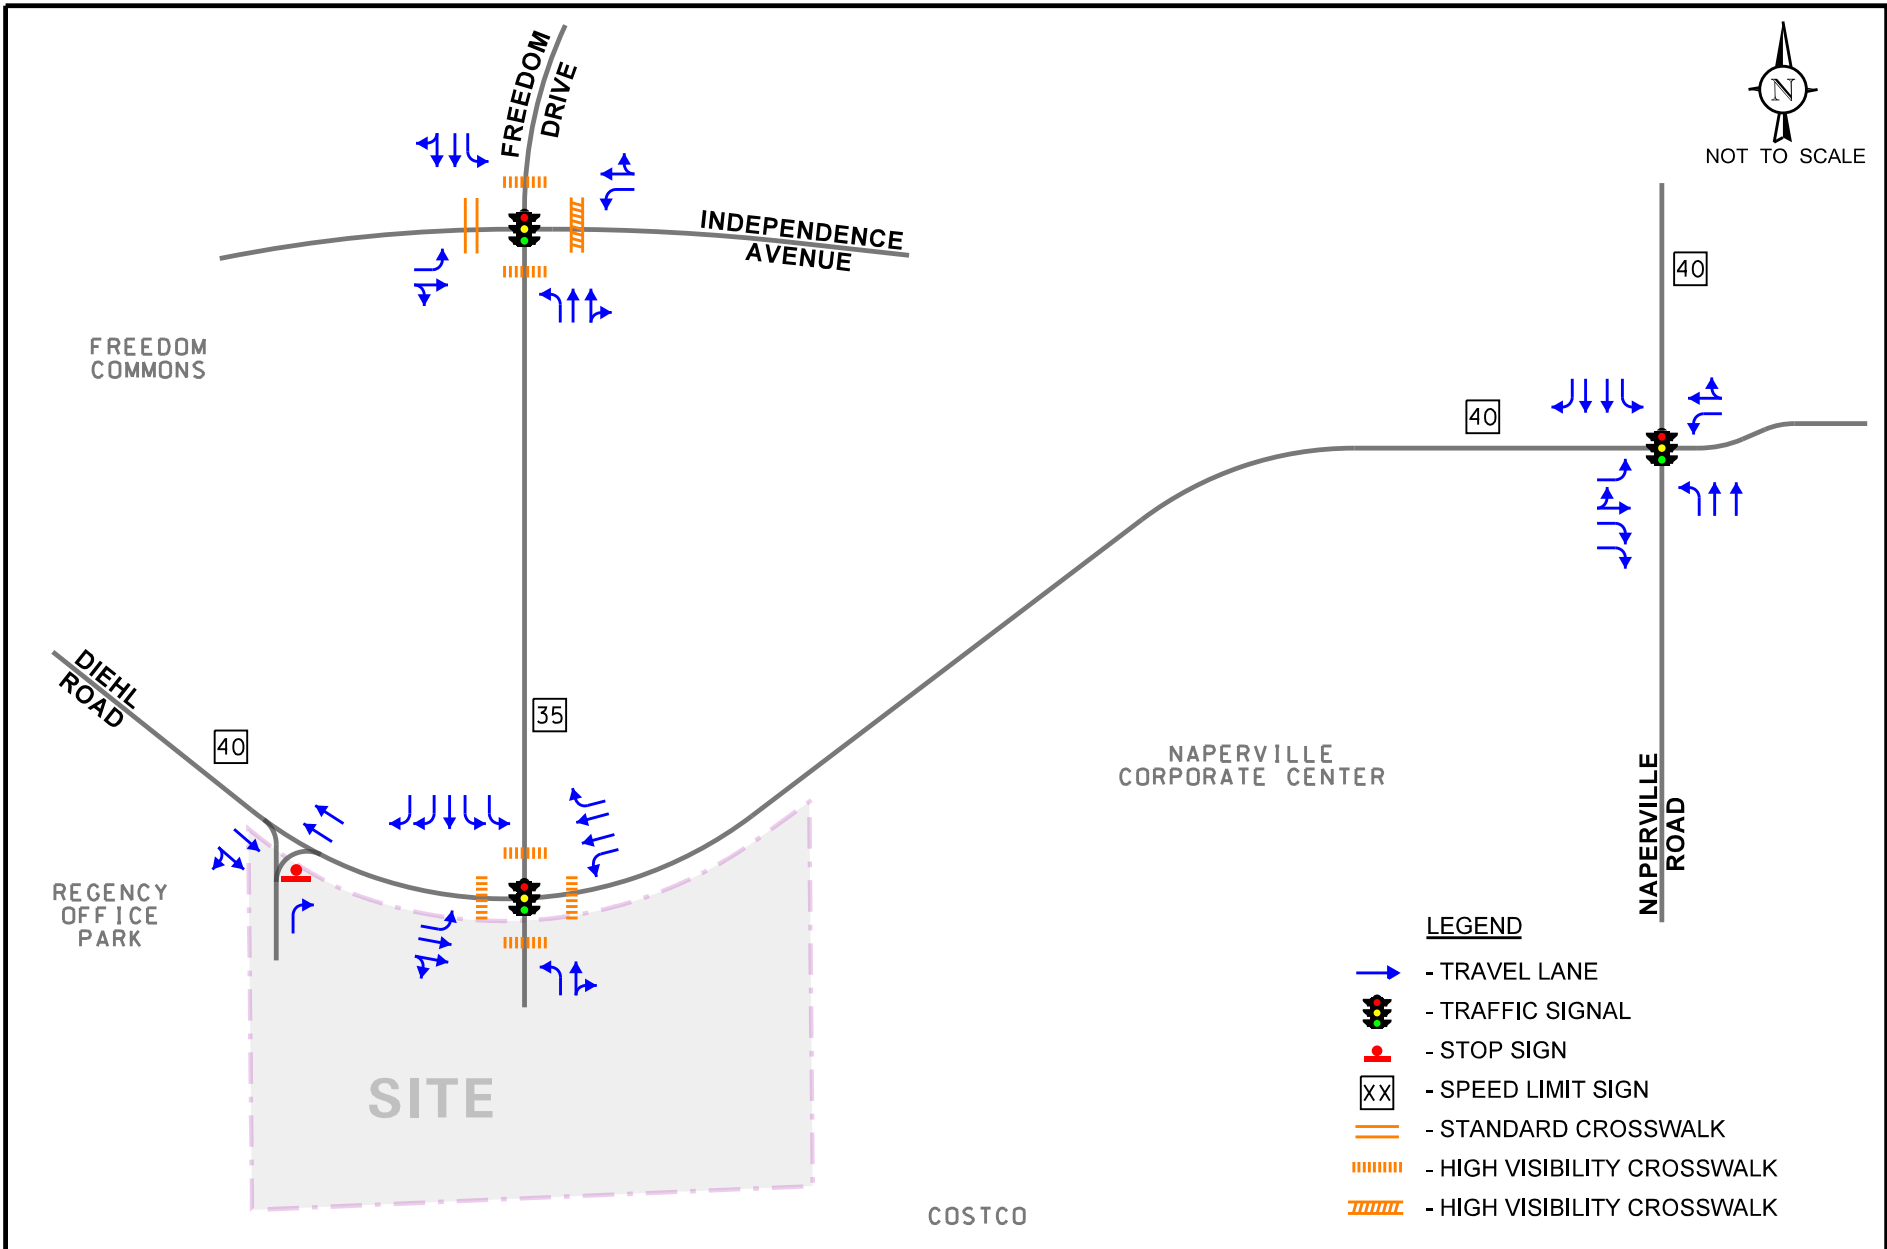 FREEDOM
DRIVE
N
NOT TO SCALE
INDEPENDENCE
AVENUE
40
FREEDOM
COMMONS
40
DIEHL
ROAD
40
35
NAPERVILLE
CORPORATE CENTER
NAPERVILLE
ROAD
REGENCY
OFFICE
PARK
SITE
COSTCO
LEGEND
- TRAVEL LANE
- TRAFFIC SIGNAL
- STOP SIGN
XX - SPEED LIMIT SIGN
- STANDARD CROSSWALK
- HIGH VISIBILITY CROSSWALK
- HIGH VISIBILITY CROSSWALK